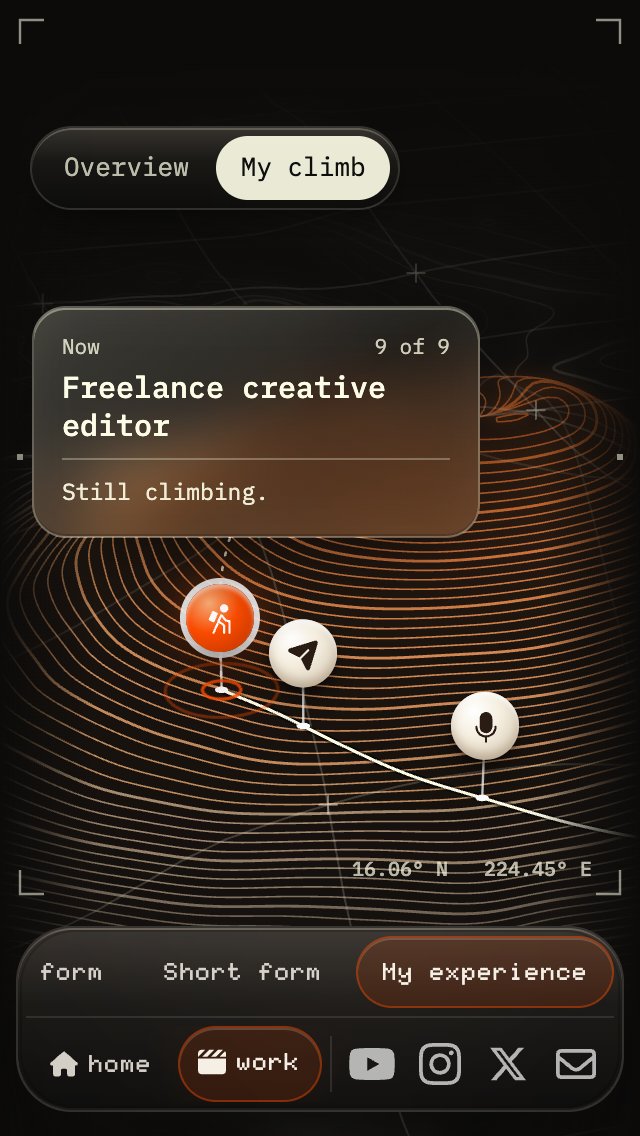 Overview
My climb
Now
9 of 9
Freelance creative
editor
Still climbing.
16.06° N
224.45° E
form
Short form
My experience
home
work